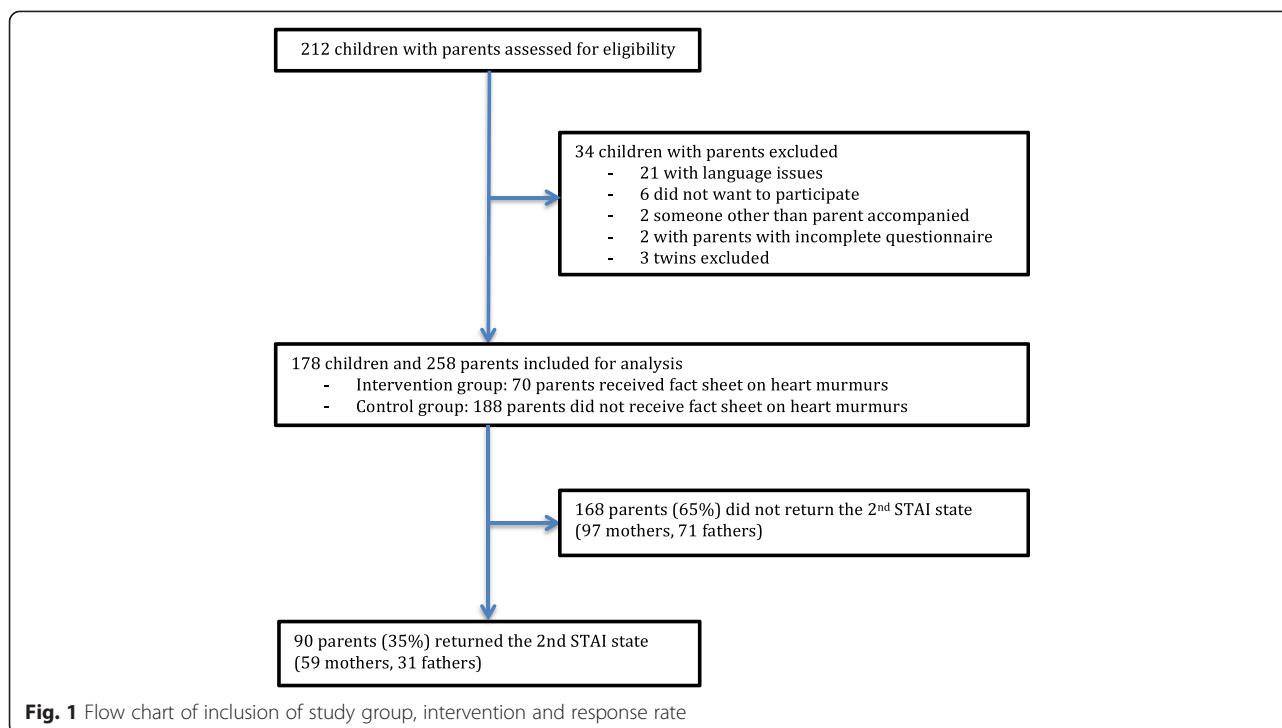 212 children with parents assessed for eligibility
34 children with parents excluded
- 21 with language issues
- 6 did not want to participate
- 2 someone other than parent accompanied
- 2 with parents with incomplete questionnaire
- 3 twins excluded
178 children and 258 parents included for analysis
- Intervention group: 70 parents received fact sheet on heart murmurs
- Control group: 188 parents did not receive fact sheet on heart murmurs
168 parents (65%) did not return the 2nd STAI state
(97 mothers, 71 fathers)
90 parents (35%) returned the 2nd STAI state
(59 mothers, 31 fathers)
Fig. 1 Flow chart of inclusion of study group, intervention and response rate